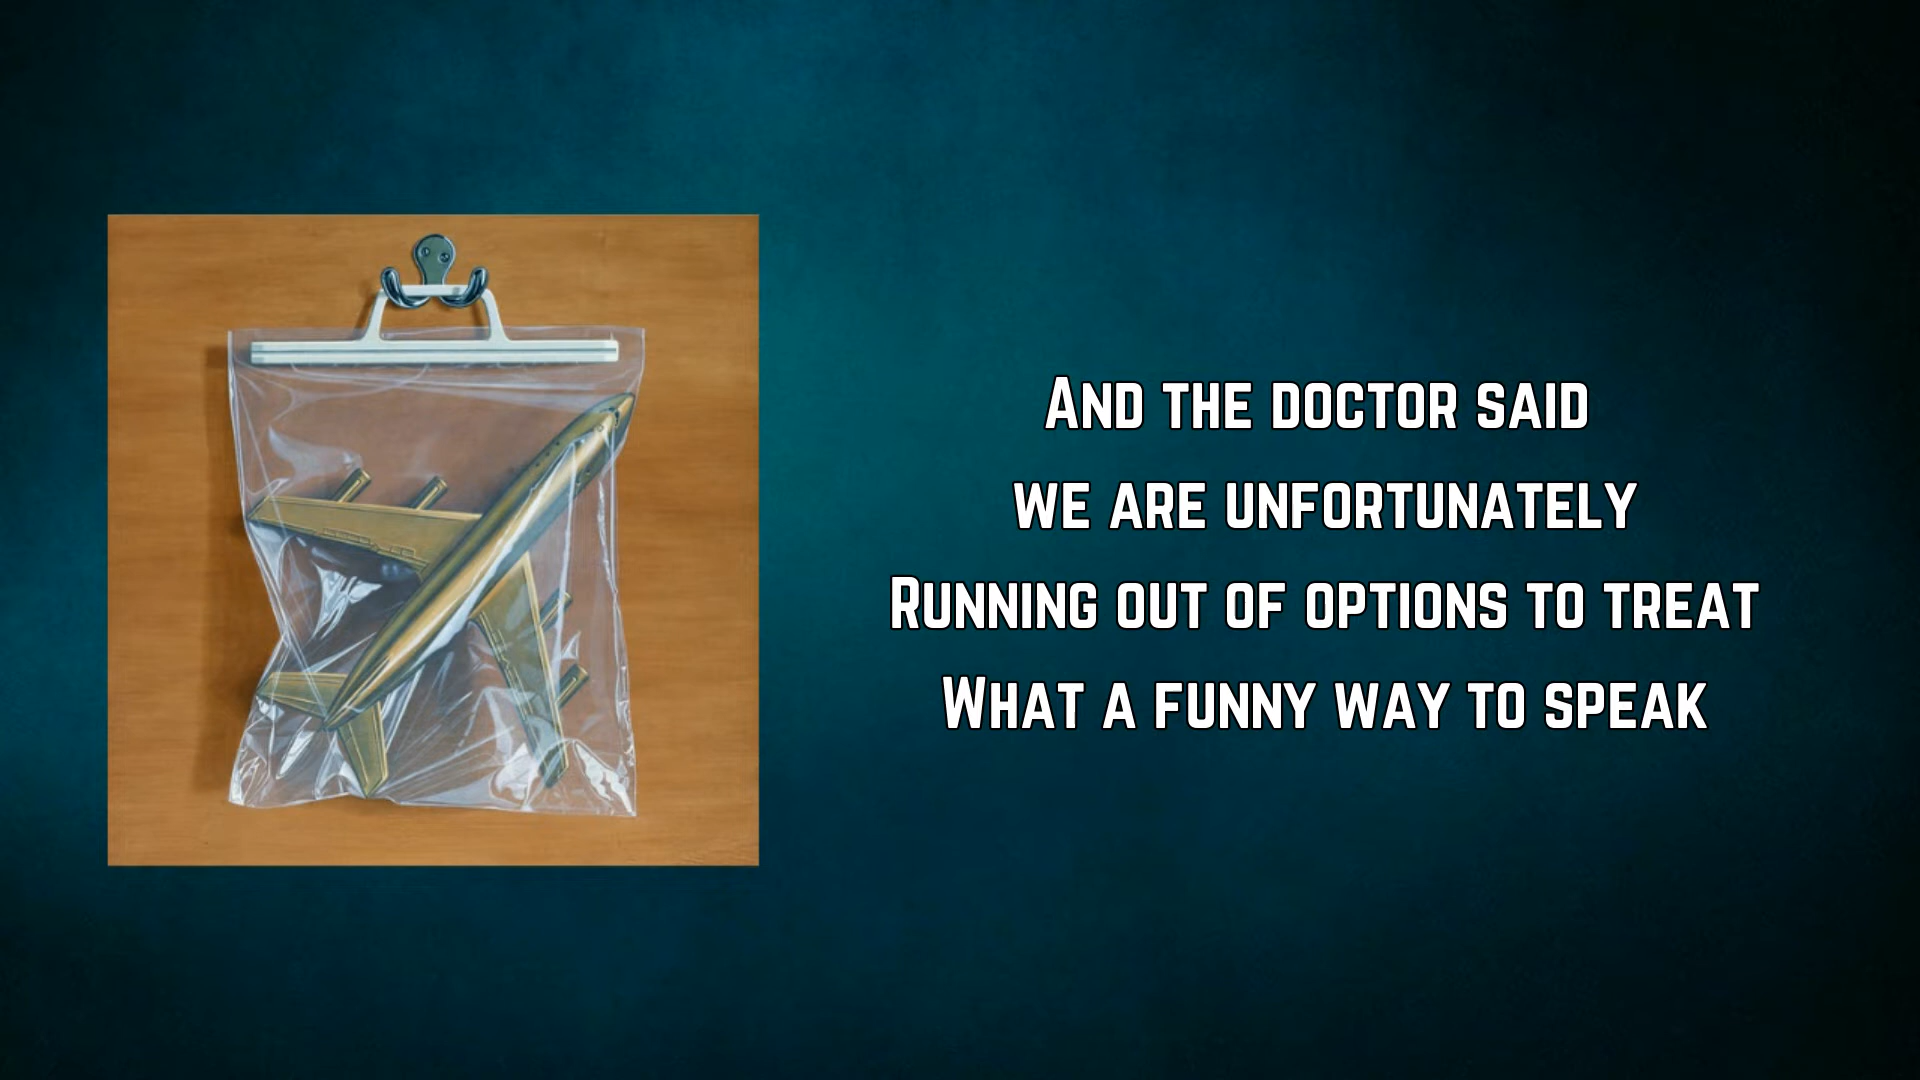 And the doctor said
we are unfortunately
Running out of options to treat
What a funny way to speak